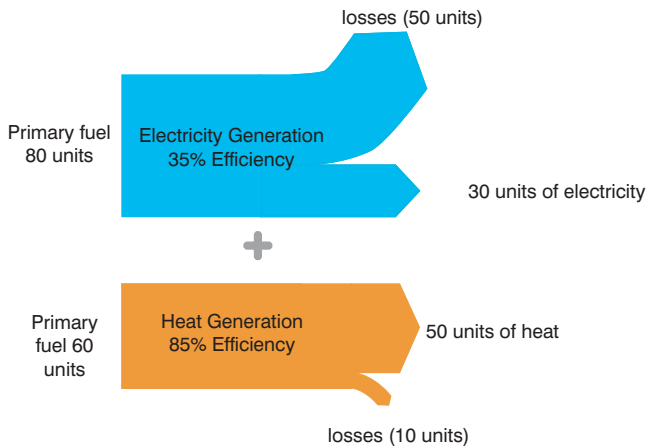 losses (50 units)
Primary fuel
80 units
Electricity Generation
35% Efficiency
30 units of electricity
+
Primary
fuel 60
units
Heat Generation
85% Efficiency
50 units of heat
losses (10 units)